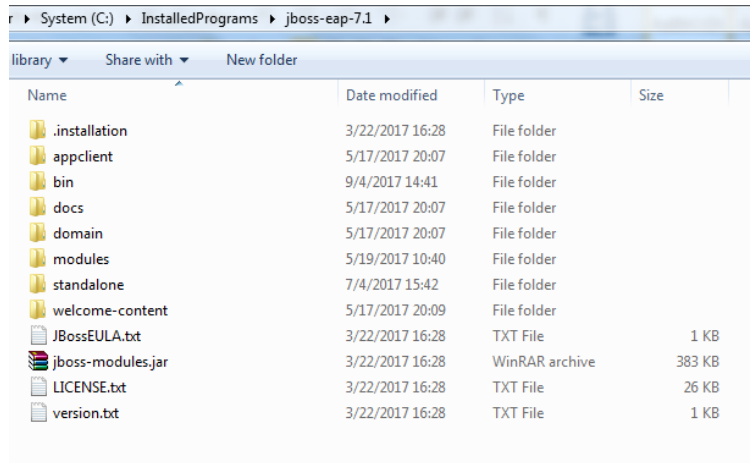 r ▸ System (C:) ▸ InstalledPrograms ▸ jboss-eap-7.1 ▸
library ▾ Share with ▾ New folder
Name Date modified Type Size
.installation 3/22/2017 16:28 File folder
appclient 5/17/2017 20:07 File folder
bin 9/4/2017 14:41 File folder
docs 5/17/2017 20:07 File folder
domain 5/17/2017 20:07 File folder
modules 5/19/2017 10:40 File folder
standalone 7/4/2017 15:42 File folder
welcome-content 5/17/2017 20:09 File folder
JBossEULA.txt 3/22/2017 16:28 TXT File 1 KB
jboss-modules.jar 3/22/2017 16:28 WinRAR archive 383 KB
LICENSE.txt 3/22/2017 16:28 TXT File 26 KB
version.txt 3/22/2017 16:28 TXT File 1 KB